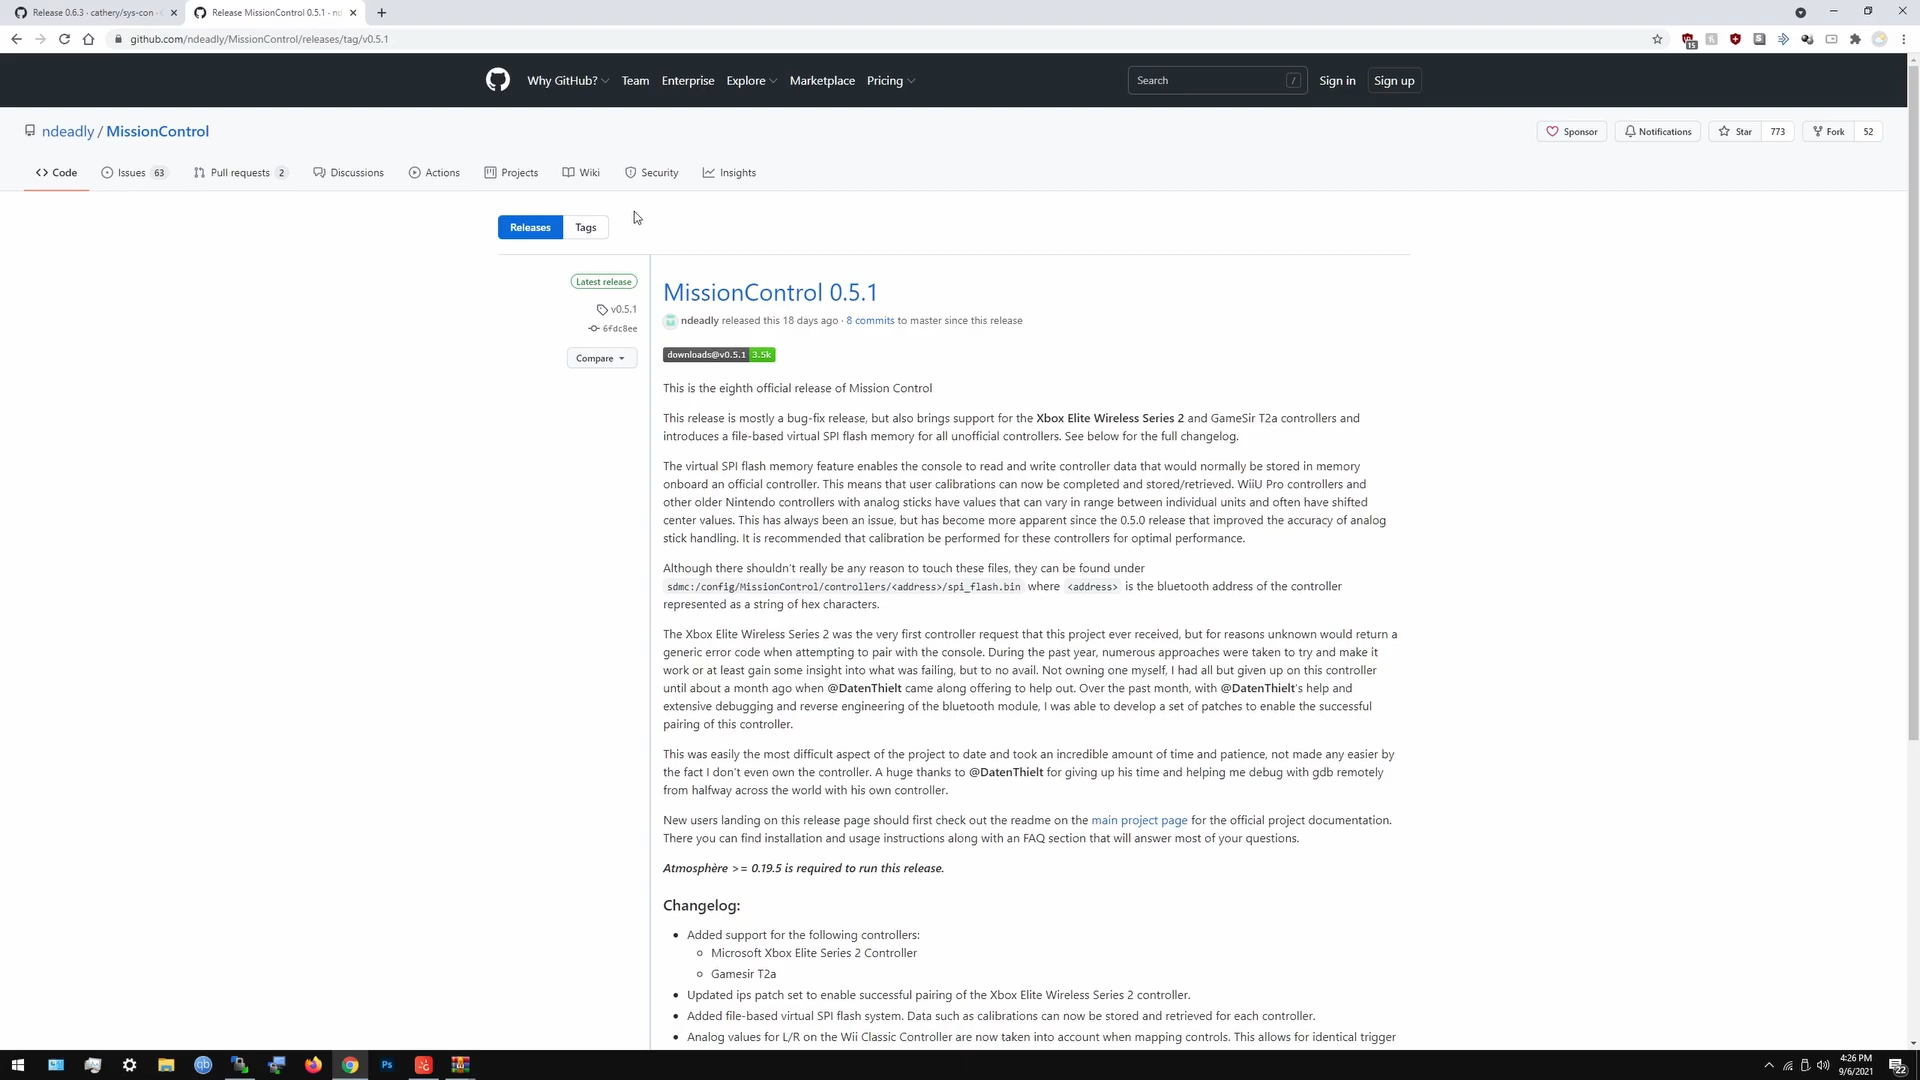 Release 0.6.3 · cathery/sys-con ·
Release MissionControl 0.5.1 · nd
github.com/ndeadly/MissionControl/releases/tag/v0.5.1
15
Why GitHub? Team Enterprise Explore Marketplace Pricing Search / Sign in Sign up
ndeadly / MissionControl
Sponsor Notifications Star 773 Fork 52
Code Issues 63 Pull requests 2 Discussions Actions Projects Wiki Security Insights
Releases Tags
Latest release
v0.5.1
6fdc8ee
Compare
MissionControl 0.5.1
ndeadly released this 18 days ago · 8 commits to master since this release
downloads@v0.5.1 3.5k
This is the eighth official release of Mission Control
This release is mostly a bug-fix release, but also brings support for the Xbox Elite Wireless Series 2 and GameSir T2a controllers and
introduces a file-based virtual SPI flash memory for all unofficial controllers. See below for the full changelog.
The virtual SPI flash memory feature enables the console to read and write controller data that would normally be stored in memory
onboard an official controller. This means that user calibrations can now be completed and stored/retrieved. WiiU Pro controllers and
other older Nintendo controllers with analog sticks have values that can vary in range between individual units and often have shifted
center values. This has always been an issue, but has become more apparent since the 0.5.0 release that improved the accuracy of analog
stick handling. It is recommended that calibration be performed for these controllers for optimal performance.
Although there shouldn't really be any reason to touch these files, they can be found under
sdmc:/config/MissionControl/controllers/<address>/spi_flash.bin where <address> is the bluetooth address of the controller
represented as a string of hex characters.
The Xbox Elite Wireless Series 2 was the very first controller request that this project ever received, but for reasons unknown would return a
generic error code when attempting to pair with the console. During the past year, numerous approaches were taken to try and make it
work or at least gain some insight into what was failing, but to no avail. Not owning one myself, I had all but given up on this controller
until about a month ago when @DatenThielt came along offering to help out. Over the past month, with @DatenThielt's help and
extensive debugging and reverse engineering of the bluetooth module, I was able to develop a set of patches to enable the successful
pairing of this controller.
This was easily the most difficult aspect of the project to date and took an incredible amount of time and patience, not made any easier by
the fact I don't even own the controller. A huge thanks to @DatenThielt for giving up his time and helping me debug with gdb remotely
from halfway across the world with his own controller.
New users landing on this release page should first check out the readme on the main project page for the official project documentation.
There you can find installation and usage instructions along with an FAQ section that will answer most of your questions.
Atmosphère >= 0.19.5 is required to run this release.
Changelog:
Added support for the following controllers:
Microsoft Xbox Elite Series 2 Controller
Gamesir T2a
Updated ips patch set to enable successful pairing of the Xbox Elite Wireless Series 2 controller.
Added file-based virtual SPI flash system. Data such as calibrations can now be stored and retrieved for each controller.
Analog values for L/R on the Wii Classic Controller are now taken into account when mapping controls. This allows for identical trigger
qb
Ps
4:26 PM
9/6/2021
22